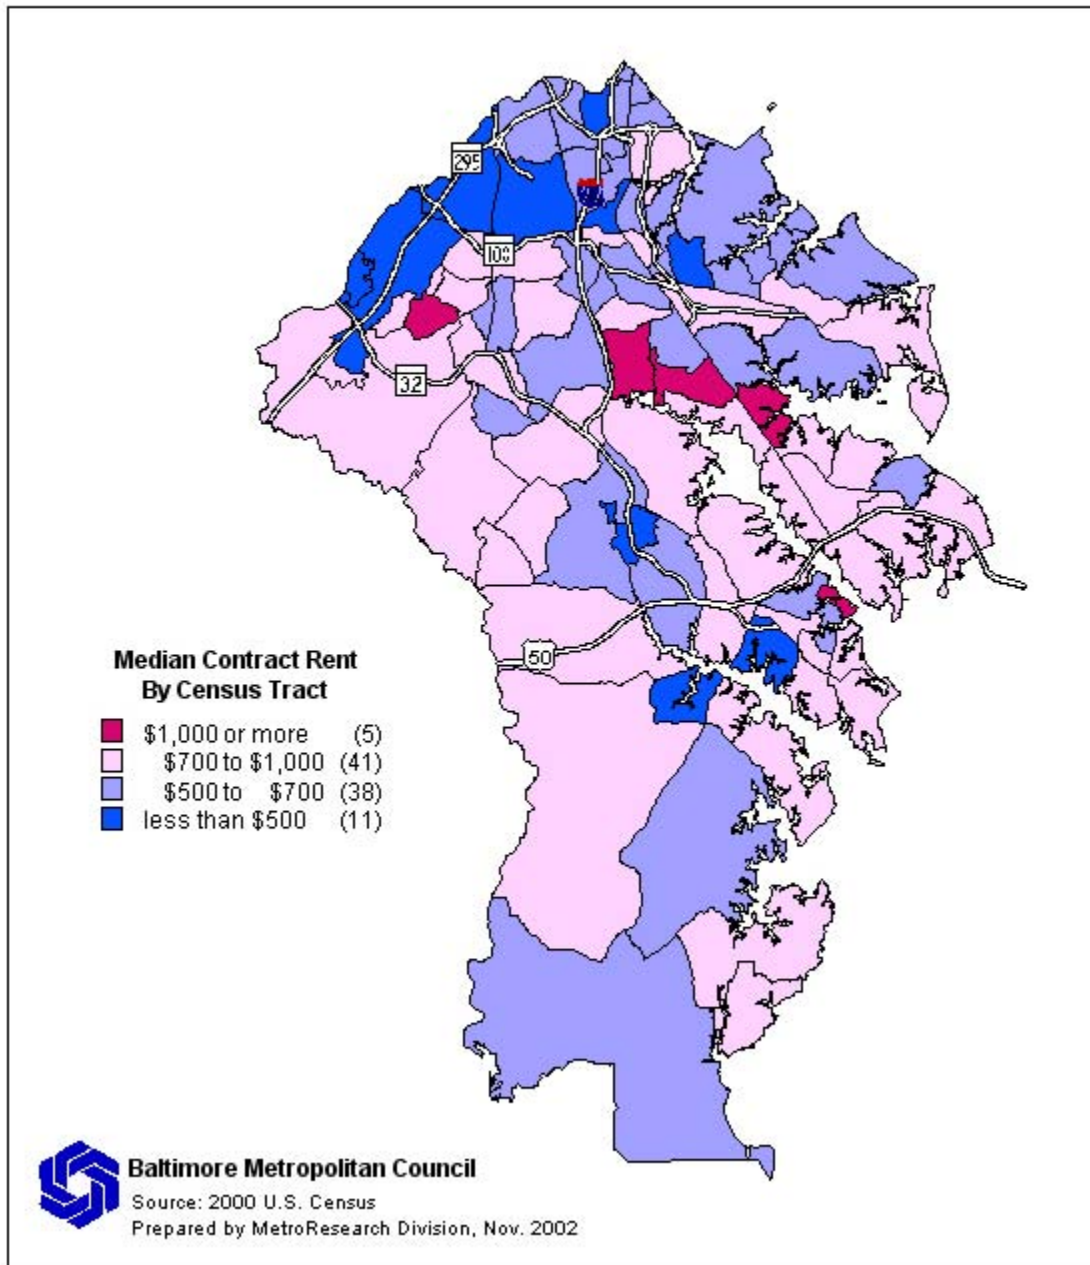 295
100
32
50
Median Contract Rent
By Census Tract
$1,000 or more (5)
$700 to $1,000 (41)
$500 to $700 (38)
less than $500 (11)
Baltimore Metropolitan Council
Source: 2000 U.S. Census
Prepared by MetroResearch Division, Nov. 2002